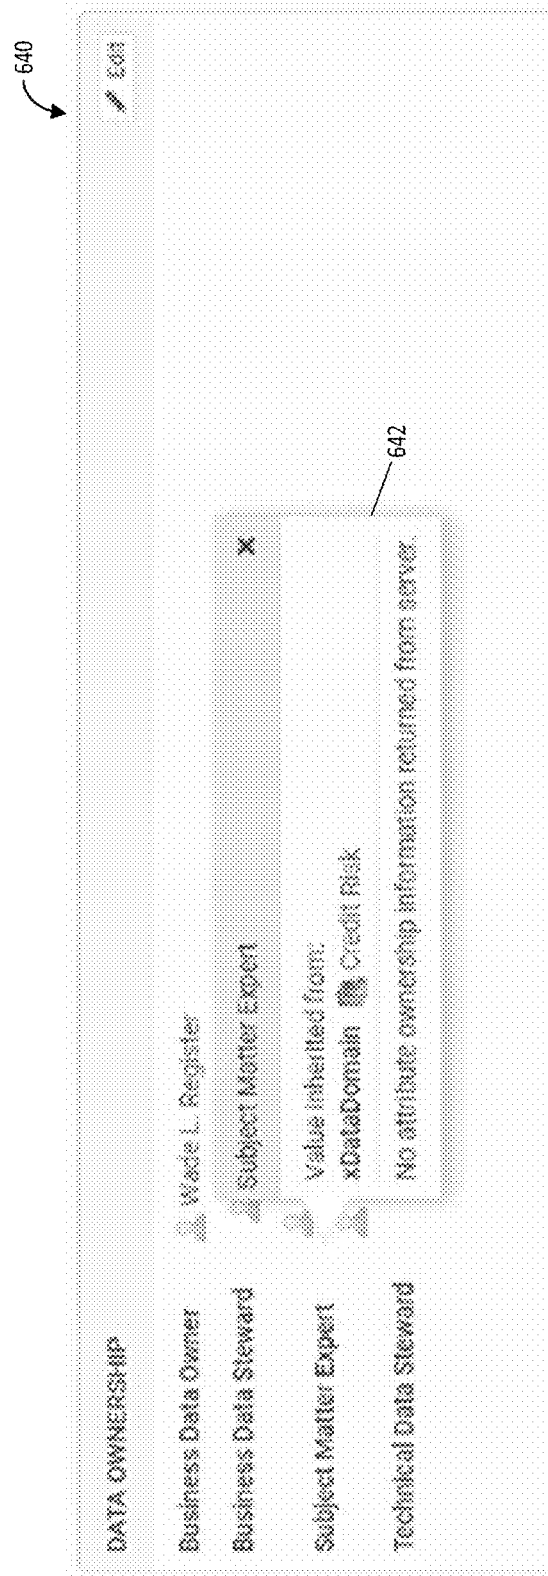 640
DATA OWNERSHIP
Edit
Business Data Owner
Wade L. Register
Business Data Steward
Subject Matter Expert
x
Subject Matter Expert
Value inherited from:
xDataDomain Credit Risk
642
Technical Data Steward
No attribute ownership information returned from server.